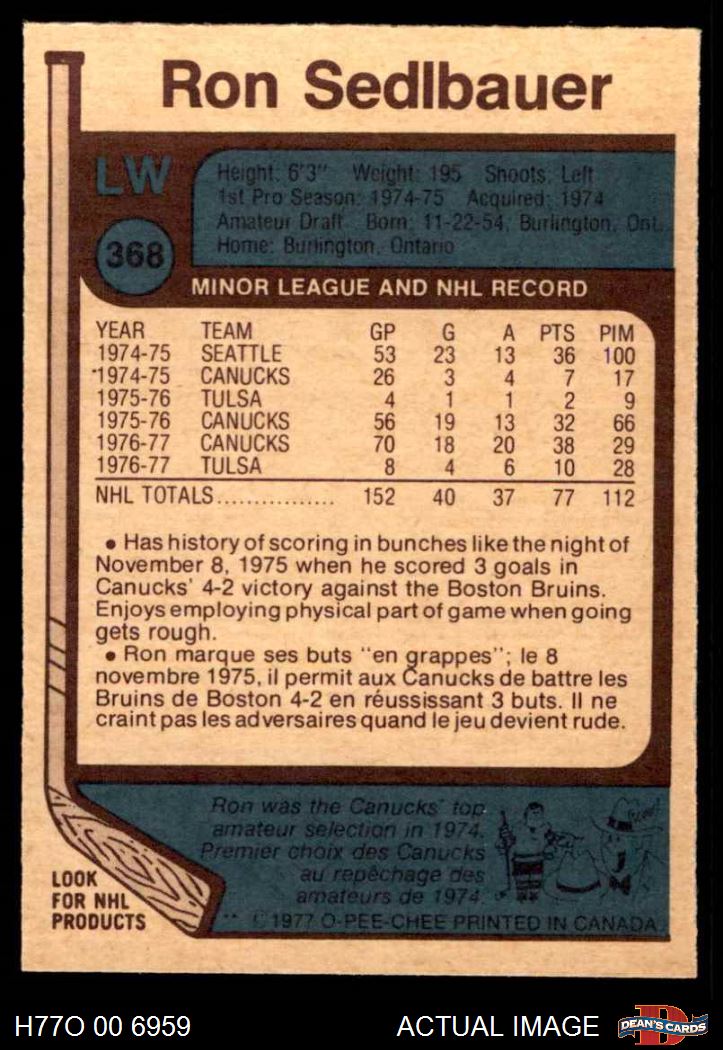 Ron Sedlbauer
LW
368
Height: 6'3" Weight: 195 Shoots: Left
1st Pro Season: 1974-75 Acquired: 1974
Amateur Draft Born: 11-22-54, Burlington, Ont.
Home: Burlington, Ontario
MINOR LEAGUE AND NHL RECORD
YEAR TEAM GP G A PTS PIM
1974-75 SEATTLE 53 23 13 36 100
1974-75 CANUCKS 26 3 4 7 17
1975-76 TULSA 4 1 1 2 9
1975-76 CANUCKS 56 19 13 32 66
1976-77 CANUCKS 70 18 20 38 29
1976-77 TULSA 8 4 6 10 28
NHL TOTALS................ 152 40 37 77 112
• Has history of scoring in bunches like the night of
November 8, 1975 when he scored 3 goals in
Canucks' 4-2 victory against the Boston Bruins.
Enjoys employing physical part of game when going
gets rough.
• Ron marque ses buts "en grappes"; le 8
novembre 1975, il permit aux Canucks de battre les
Bruins de Boston 4-2 en réussissant 3 buts. Il ne
craint pas les adversaires quand le jeu devient rude.
Ron was the Canucks' top
amateur selection in 1974.
Premier choix des Canucks
au repêchage des
amateurs de 1974.
LOOK
FOR NHL
PRODUCTS
** © 1977 O-PEE-CHEE PRINTED IN CANADA
H77O 00 6959
ACTUAL IMAGE
D
DEAN'S CARDS